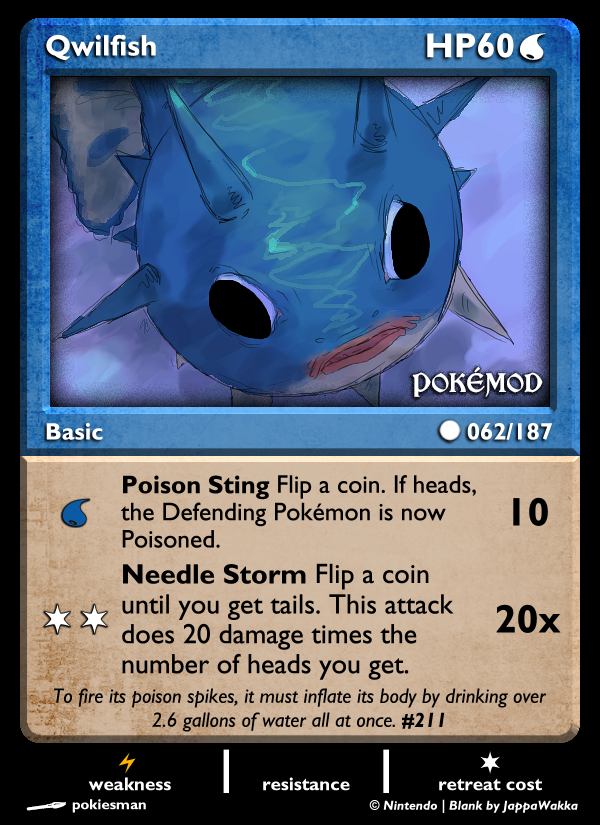 Qwilfish HP60
POKÉMOD
Basic 062/187
Poison Sting Flip a coin. If heads,
the Defending Pokémon is now
Poisoned.
10
Needle Storm Flip a coin
until you get tails. This attack
does 20 damage times the
number of heads you get.
20x
To fire its poison spikes, it must inflate its body by drinking over
2.6 gallons of water all at once. #211
weakness resistance retreat cost
pokiesman © Nintendo | Blank by JappaWakka